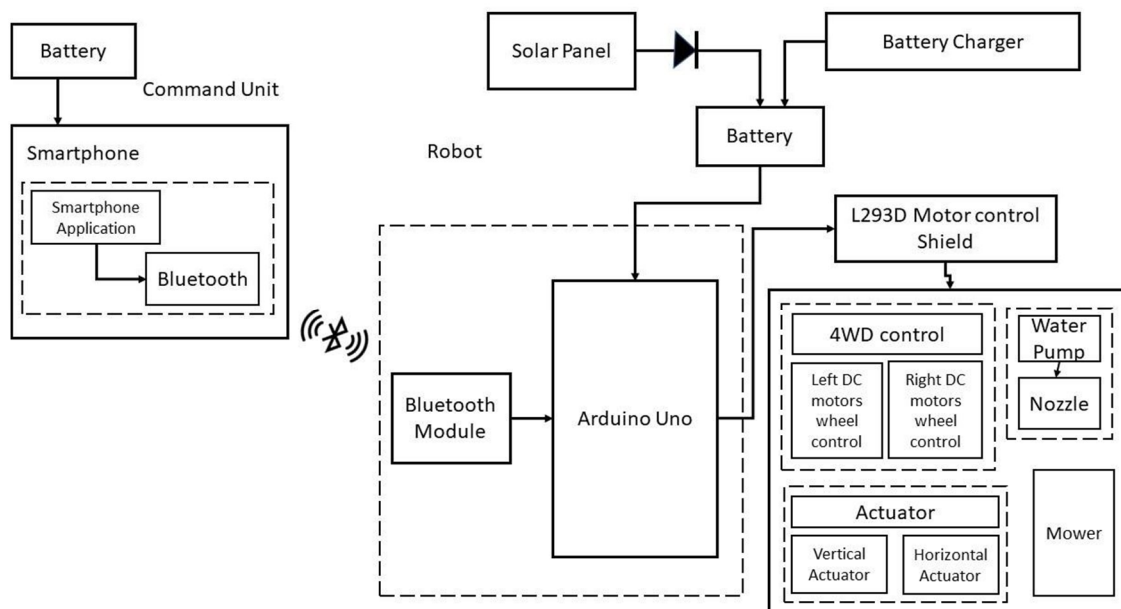 Battery
Command Unit
Smartphone
Smartphone
Application
Bluetooth
Solar Panel
Battery Charger
Battery
Robot
L293D Motor control
Shield
Bluetooth
Module
Arduino Uno
4WD control
Left DC
motors
wheel
control
Right DC
motors
wheel
control
Water
Pump
Nozzle
Actuator
Vertical
Actuator
Horizontal
Actuator
Mower